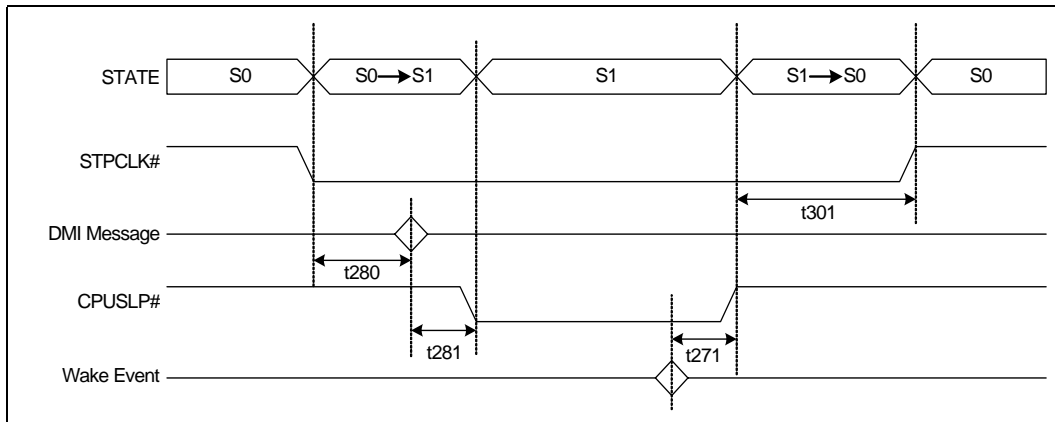 STATE S0 S0→S1 S1 S1→S0 S0
STPCLK#
t301
DMI Message
t280
CPUSLP#
t281 t271
Wake Event